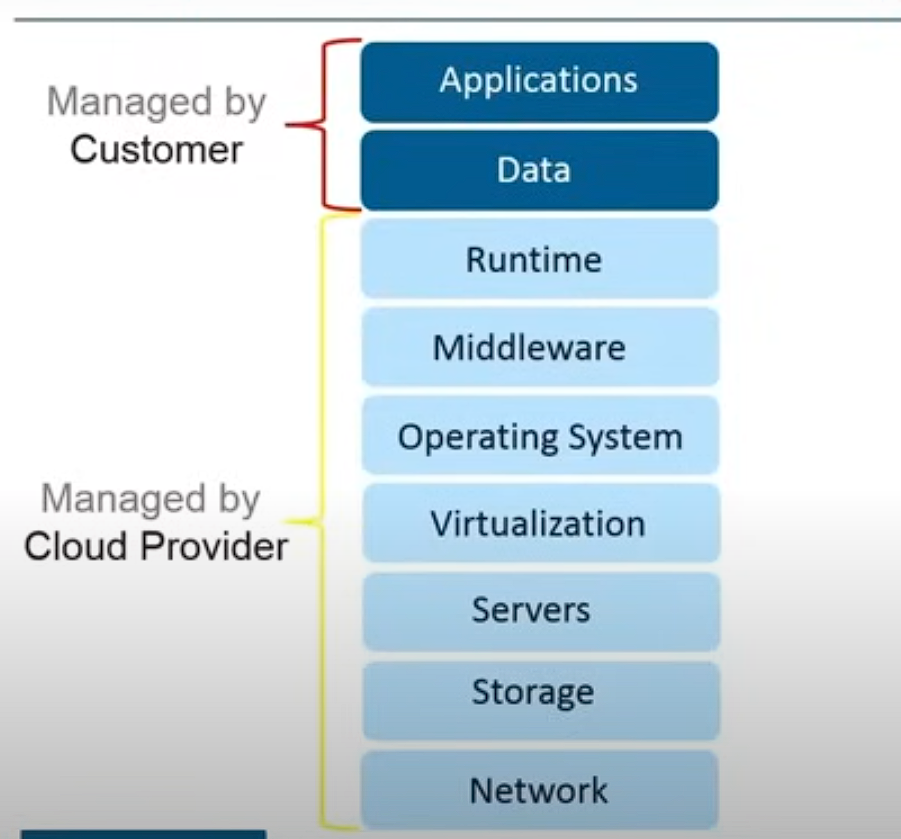 Managed by
Customer
Applications
Data
Runtime
Middleware
Operating System
Managed by
Cloud Provider
Virtualization
Servers
Storage
Network